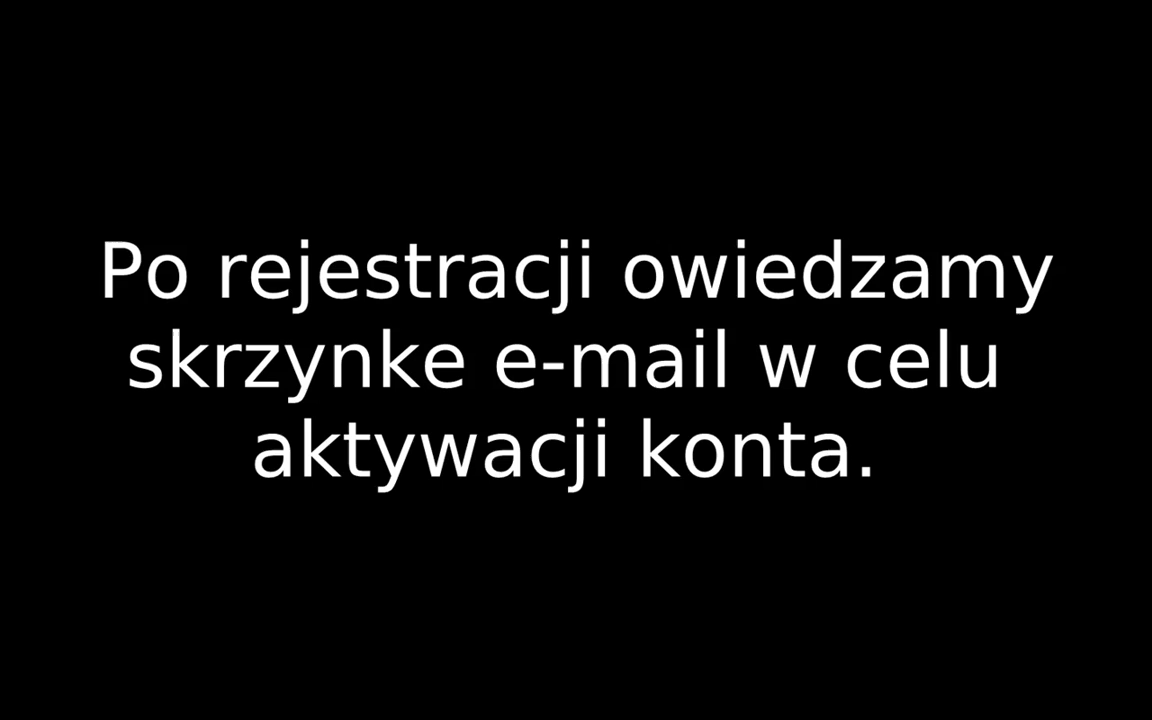 Po rejestracji owiedzamy
skrzynke e-mail w celu
aktywacji konta.